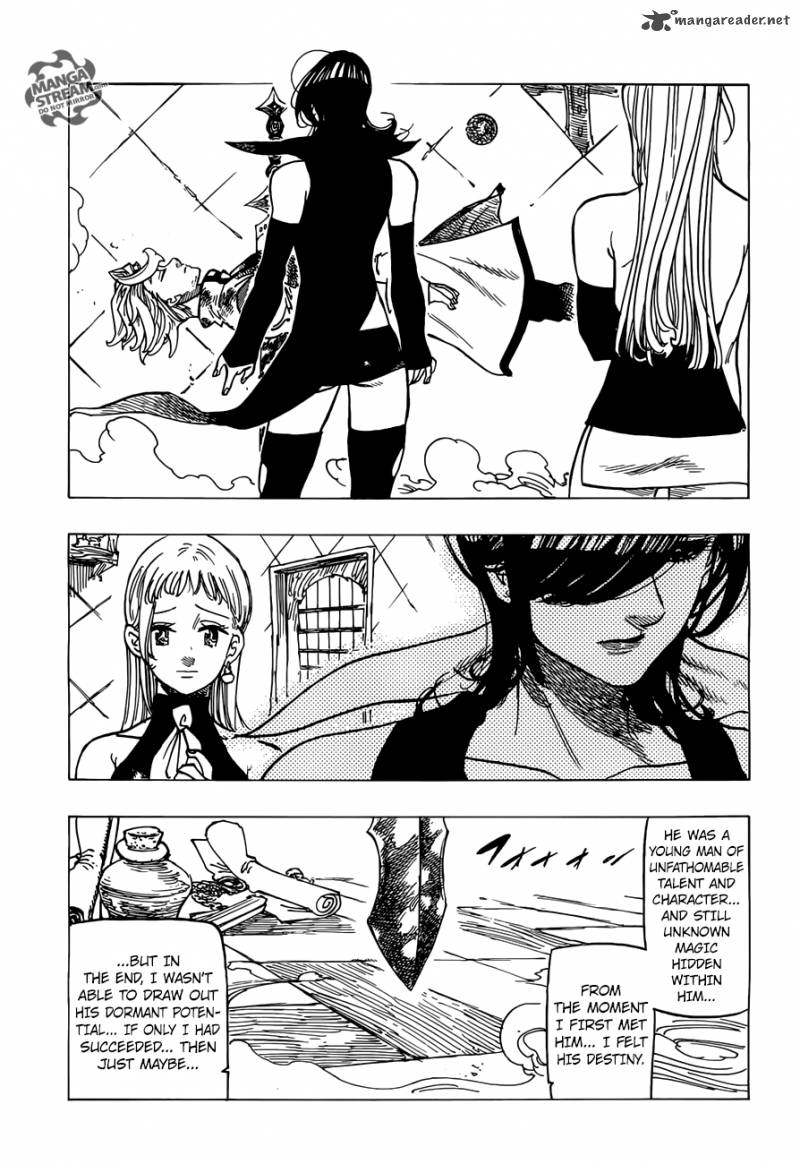 mangareader.net
MANGA
STREAM.com
DO NOT MIRROR
HE WAS A
YOUNG MAN OF
UNFATHOMABLE
TALENT AND
CHARACTER...
AND STILL
UNKNOWN
MAGIC
HIDDEN
WITHIN
HIM...
FROM
THE MOMENT
I FIRST MET
HIM... I FELT
HIS DESTINY.
...BUT IN
THE END, I WASN'T
ABLE TO DRAW OUT
HIS DORMANT POTEN-
TIAL... IF ONLY I HAD
SUCCEEDED... THEN
JUST MAYBE...